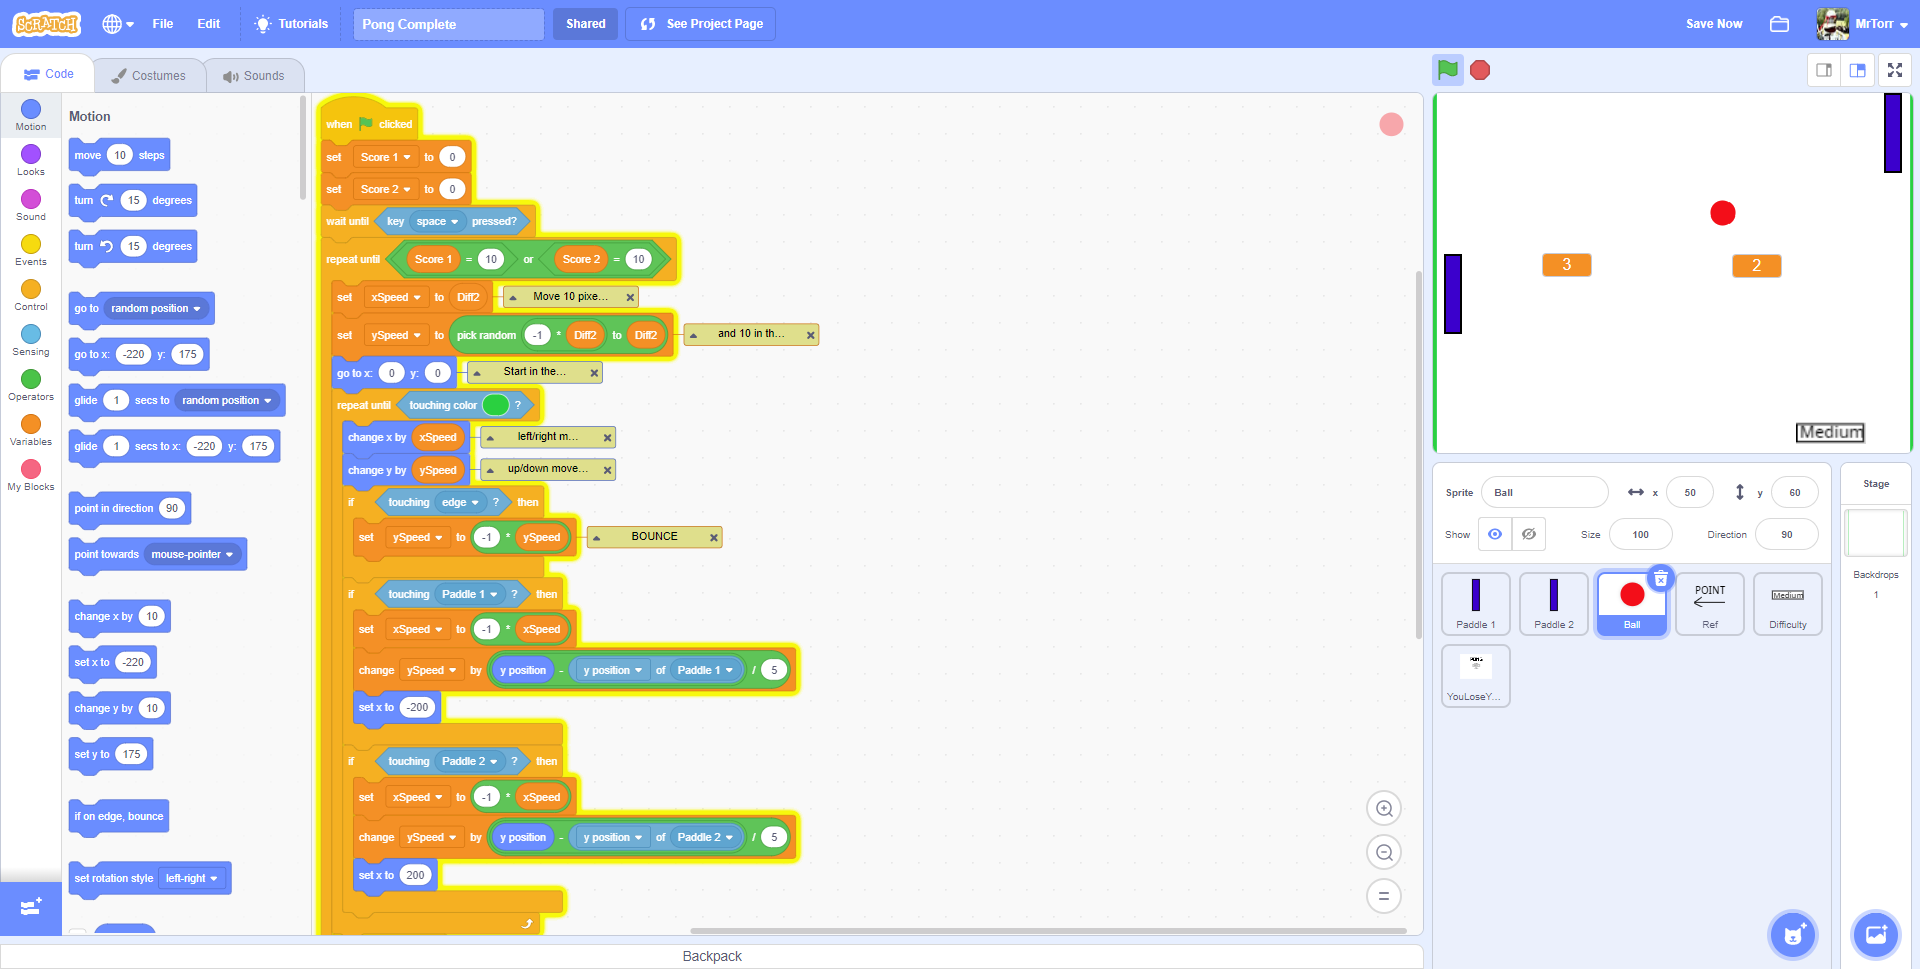 SCRATCH File Edit Tutorials Pong Complete Shared See Project Page Save Now MrTorr
Code Costumes Sounds
Motion
Looks
Sound
Events
Control
Sensing
Operators
Variables
My Blocks
Motion
move 10 steps
turn 15 degrees
turn 15 degrees
go to random position
go to x: -220 y: 175
glide 1 secs to random position
glide 1 secs to x: -220 y: 175
point in direction 90
point towards mouse-pointer
change x by 10
set x to -220
change y by 10
set y to 175
if on edge, bounce
set rotation style left-right
when clicked
set Score 1 to 0
set Score 2 to 0
wait until key space pressed?
repeat until Score 1 = 10 or Score 2 = 10
set xSpeed to Diff2 Move 10 pixe...
set ySpeed to pick random -1 * Diff2 to Diff2 and 10 in th...
go to x: 0 y: 0 Start in the...
repeat until touching color ?
change x by xSpeed left/right m...
change y by ySpeed up/down move...
if touching edge ? then
set ySpeed to -1 * ySpeed BOUNCE
if touching Paddle 1 ? then
set xSpeed to -1 * xSpeed
change ySpeed by y position - y position of Paddle 1 / 5
set x to -200
if touching Paddle 2 ? then
set xSpeed to -1 * xSpeed
change ySpeed by y position - y position of Paddle 2 / 5
set x to 200
3 2
Medium
Sprite Ball x 50 y 60
Show Size 100 Direction 90
Paddle 1 Paddle 2 Ball POINT Ref Medium Difficulty
YouLoseY...
Stage
Backdrops
1
Backpack